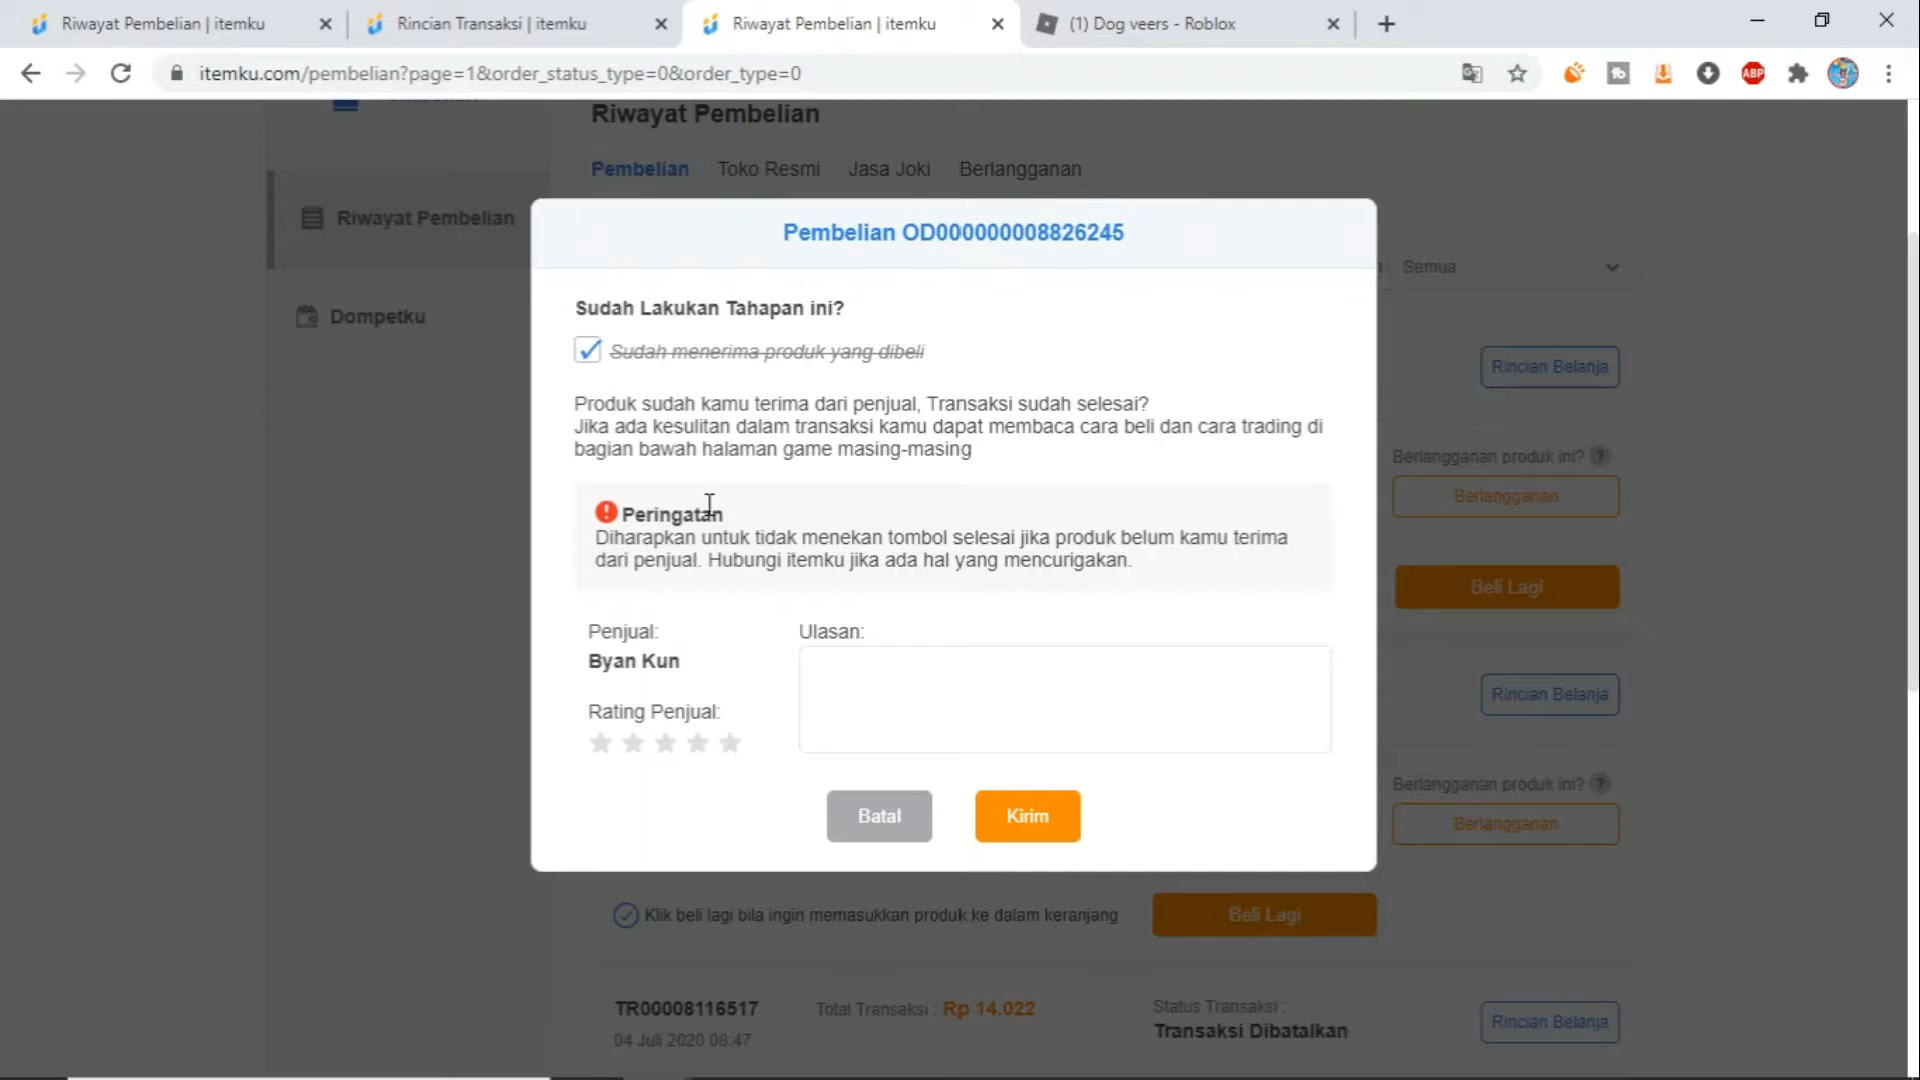 Riwayat Pembelian | itemku
Rincian Transaksi | itemku
Riwayat Pembelian | itemku
(1) Dog veers - Roblox
itemku.com/pembelian?page=1&order_status_type=0&order_type=0
ABP
Riwayat Pembelian
Pembelian Toko Resmi Jasa Joki Berlangganan
Riwayat Pembelian
Dompetku
Semua
Pembelian OD000000008826245
Sudah Lakukan Tahapan ini?
Sudah menerima produk yang dibeli
Produk sudah kamu terima dari penjual, Transaksi sudah selesai?
Jika ada kesulitan dalam transaksi kamu dapat membaca cara beli dan cara trading di
bagian bawah halaman game masing-masing
Peringatan
Diharapkan untuk tidak menekan tombol selesai jika produk belum kamu terima
dari penjual. Hubungi itemku jika ada hal yang mencurigakan.
Penjual:
Byan Kun
Rating Penjual:
Ulasan:
Batal
Kirim
Rincian Belanja
Berlangganan produk ini? ?
Berlangganan
Beli Lagi
Rincian Belanja
Berlangganan produk ini? ?
Berlangganan
Klik beli lagi bila ingin memasukkan produk ke dalam keranjang
Beli Lagi
TR00008116517
04 Juli 2020 08:47
Total Transaksi : Rp 14.022
Status Transaksi :
Transaksi Dibatalkan
Rincian Belanja